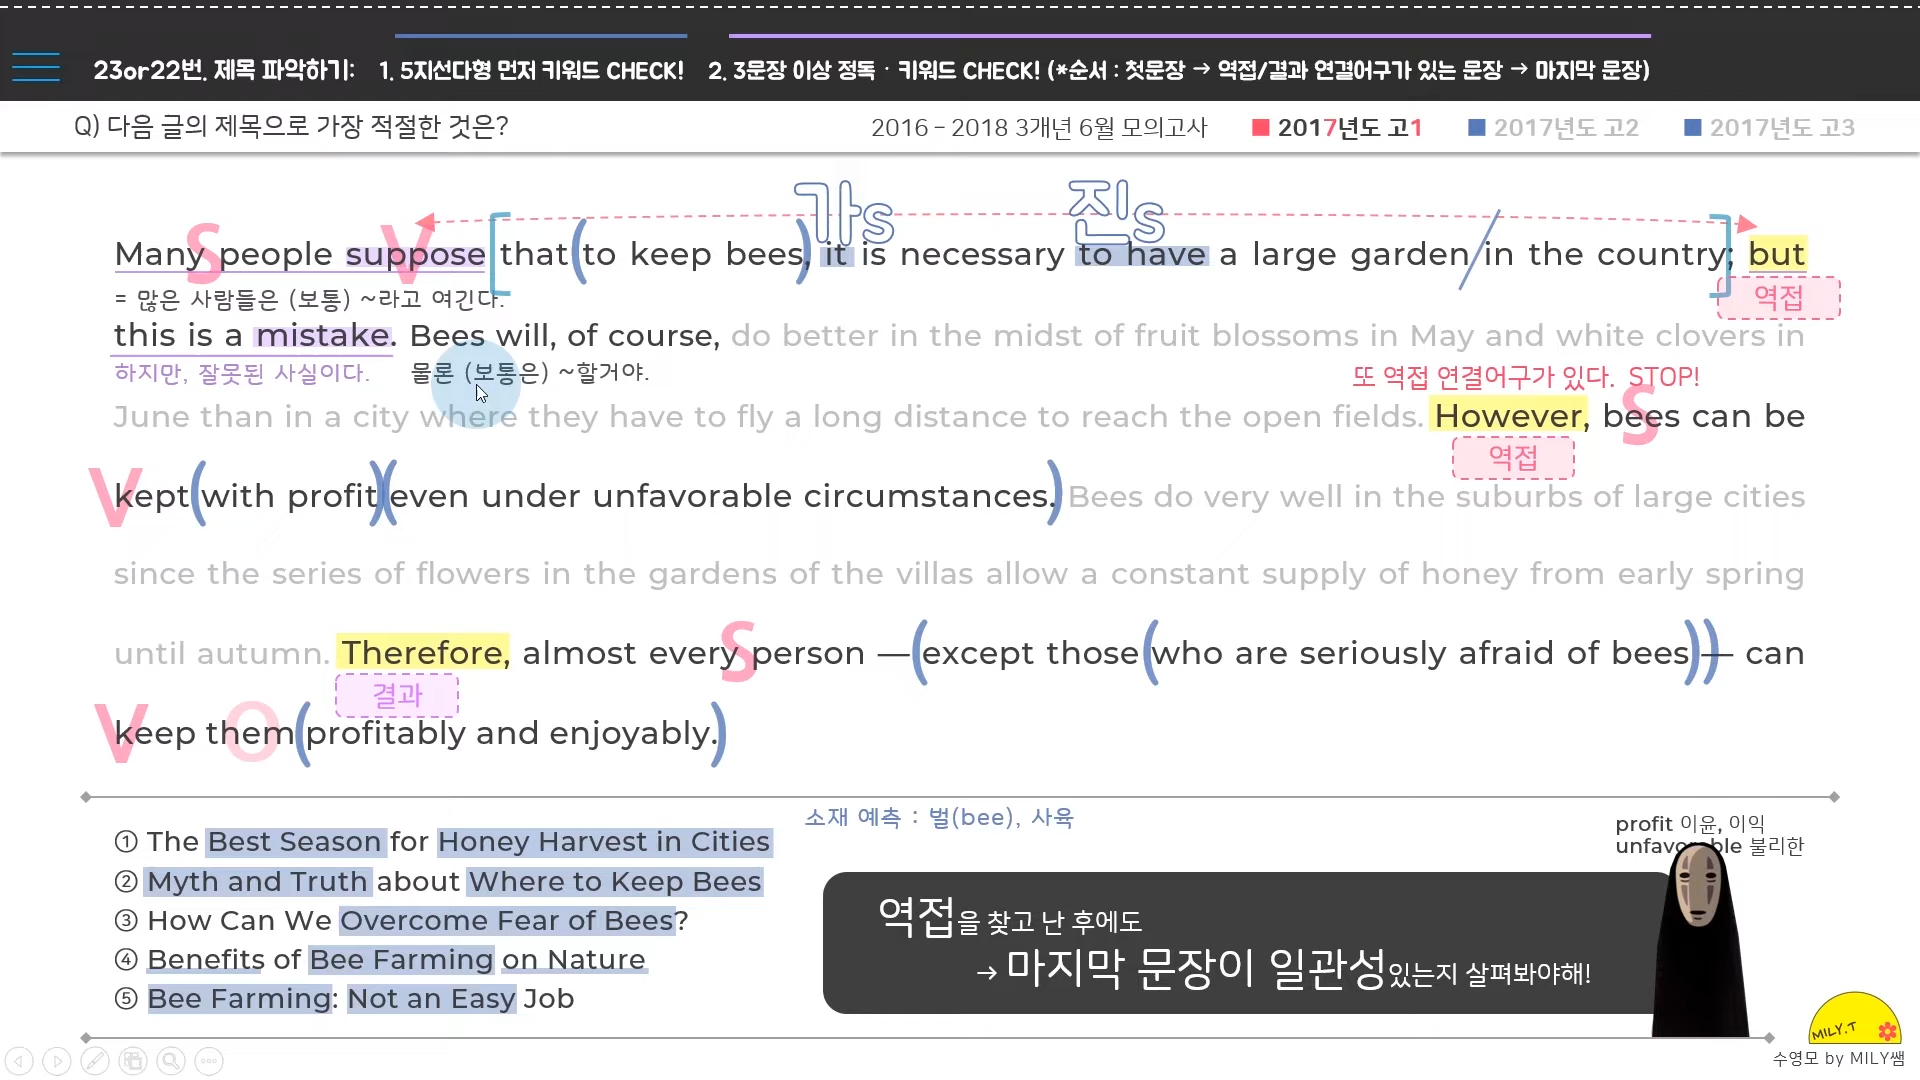 23or22번. 제목 파악하기: 1. 5지선다형 먼저 키워드 CHECK! 2. 3문장 이상 정독 · 키워드 CHECK! (*순서 : 첫문장 → 역접/결과 연결어구가 있는 문장 → 마지막 문장)
Q) 다음 글의 제목으로 가장 적절한 것은? 2016 – 2018 3개년 6월 모의고사 2017년도 고1 2017년도 고2 2017년도 고3
가s 진s
S V
Many people suppose that (to keep bees), it is necessary to have a large garden / in the country; but
= 많은 사람들은 (보통) ~라고 여긴다. 역접
this is a mistake. Bees will, of course, do better in the midst of fruit blossoms in May and white clovers in
하지만, 잘못된 사실이다. 물론 (보통은) ~할거야. 또 역접 연결어구가 있다. STOP!
June than in a city where they have to fly a long distance to reach the open fields. However, bees can be
S
역접
V
kept (with profit) (even under unfavorable circumstances.) Bees do very well in the suburbs of large cities
since the series of flowers in the gardens of the villas allow a constant supply of honey from early spring
S
until autumn. Therefore, almost every person —(except those (who are seriously afraid of bees))— can
결과
V O
keep them (profitably and enjoyably.)
소재 예측 : 벌(bee), 사육
profit 이윤, 이익
unfavorable 불리한
① The Best Season for Honey Harvest in Cities
② Myth and Truth about Where to Keep Bees
③ How Can We Overcome Fear of Bees?
④ Benefits of Bee Farming on Nature
⑤ Bee Farming: Not an Easy Job
역접을 찾고 난 후에도
→ 마지막 문장이 일관성있는지 살펴봐야해!
MILY.T
수영모 by MILY쌤